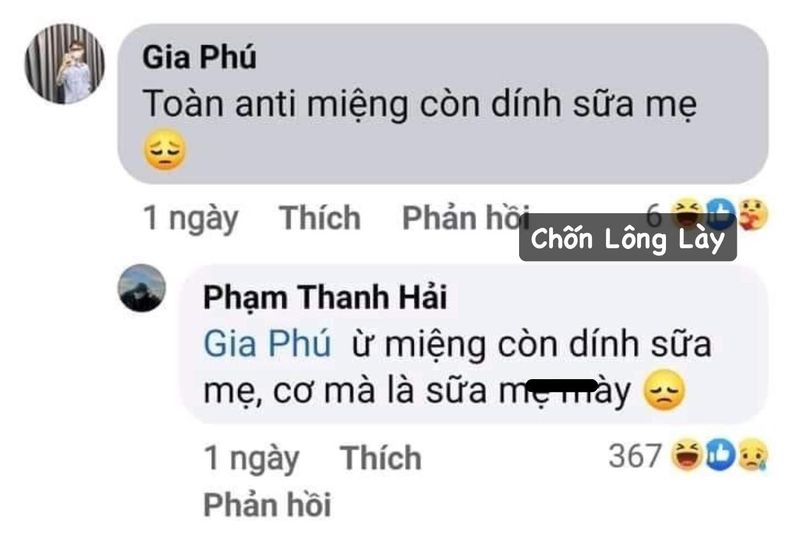 Gia Phú
Toàn anti miệng còn dính sữa mẹ
😔
1 ngày Thích Phản hồi 6
Chốn Lông Lày
Phạm Thanh Hải
Gia Phú ừ miệng còn dính sữa
mẹ, cơ mà là sữa mẹ mày 😞
1 ngày Thích 367
Phản hồi